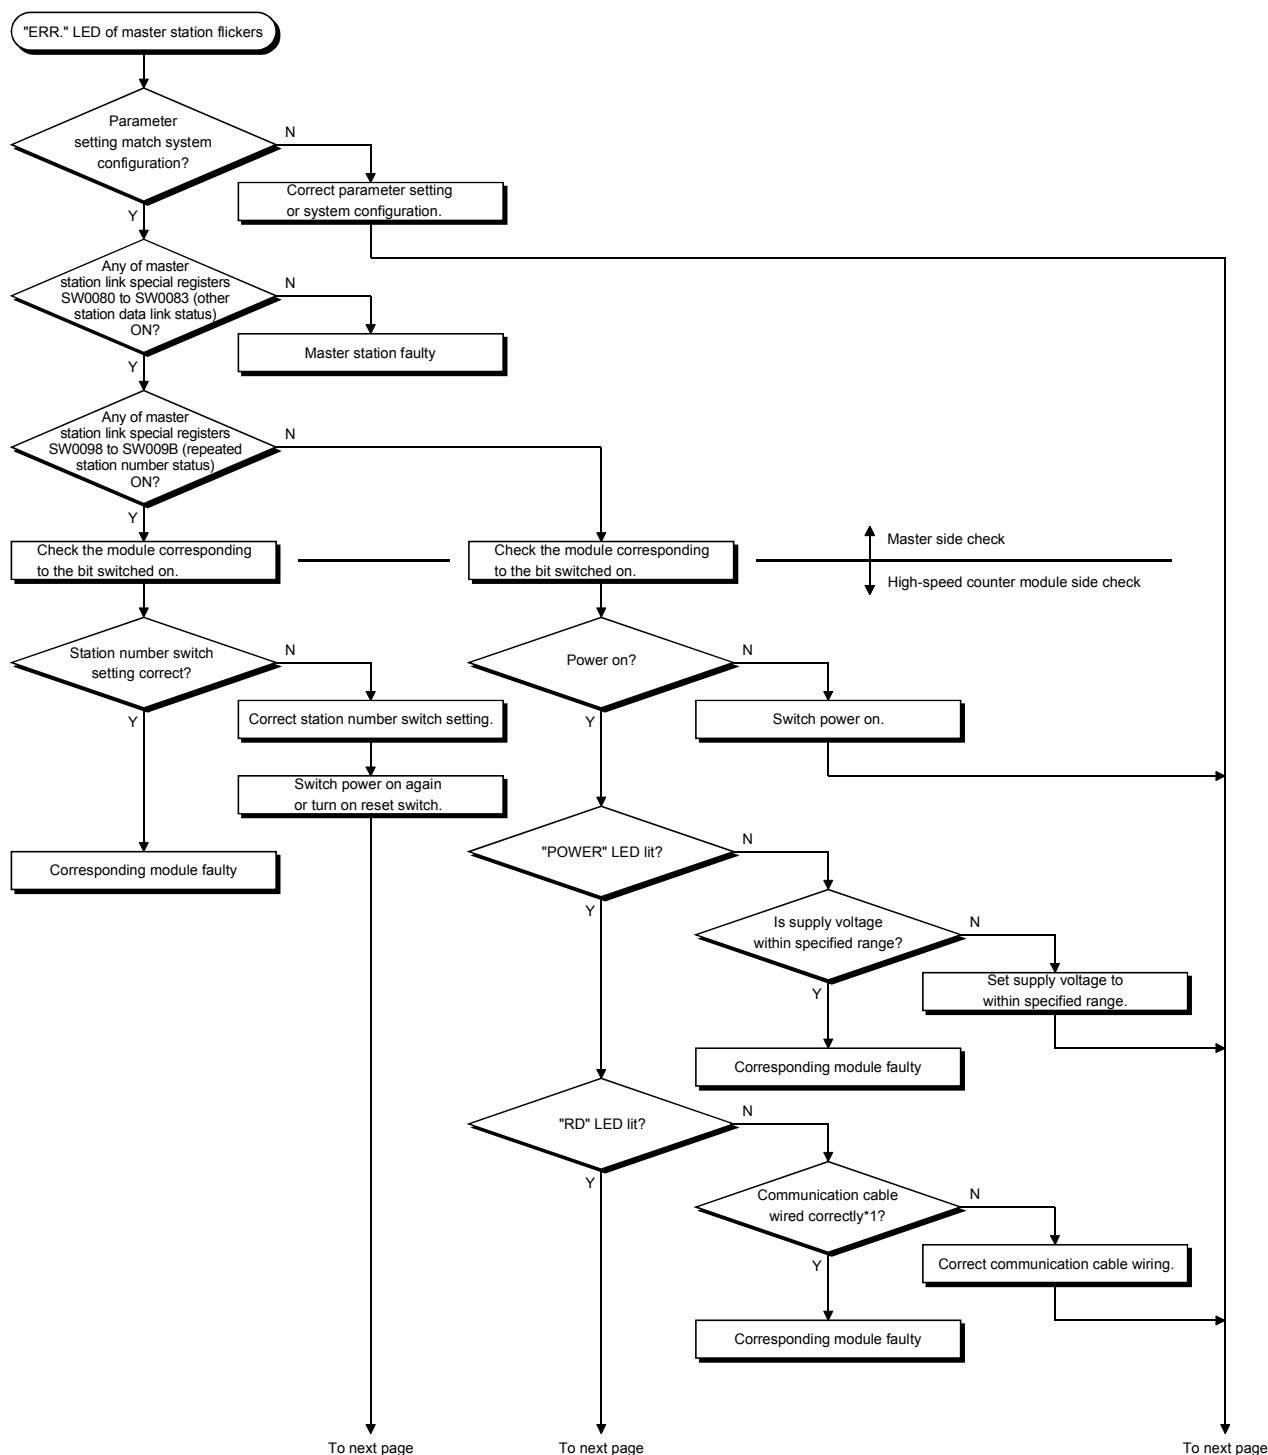 "ERR." LED of master station flickers
Parameter
setting match system
configuration?
N
Y
Correct parameter setting
or system configuration.
Any of master
station link special registers
SW0080 to SW0083 (other
station data link status)
ON?
N
Y
Master station faulty
Any of master
station link special registers
SW0098 to SW009B (repeated
station number status)
ON?
N
Y
Check the module corresponding
to the bit switched on.
Check the module corresponding
to the bit switched on.
Master side check
High-speed counter module side check
Station number switch
setting correct?
N
Y
Power on?
N
Y
Correct station number switch setting.
Switch power on.
Switch power on again
or turn on reset switch.
"POWER" LED lit?
N
Y
Corresponding module faulty
Is supply voltage
within specified range?
N
Y
Set supply voltage to
within specified range.
Corresponding module faulty
"RD" LED lit?
N
Y
Communication cable
wired correctly*1?
N
Y
Correct communication cable wiring.
Corresponding module faulty
To next page
To next page
To next page